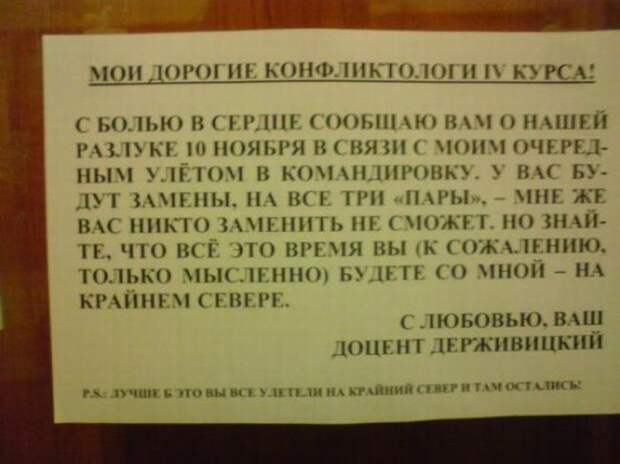 МОИ ДОРОГИЕ КОНФЛИКТОЛОГИ IV КУРСА!
С БОЛЬЮ В СЕРДЦЕ СООБЩАЮ ВАМ О НАШЕЙ
РАЗЛУКЕ 10 НОЯБРЯ В СВЯЗИ С МОИМ ОЧЕРЕД-
НЫМ УЛЁТОМ В КОМАНДИРОВКУ. У ВАС БУ-
ДУТ ЗАМЕНЫ, НА ВСЕ ТРИ «ПАРЫ», – МНЕ ЖЕ
ВАС НИКТО ЗАМЕНИТЬ НЕ СМОЖЕТ. НО ЗНАЙ-
ТЕ, ЧТО ВСЁ ЭТО ВРЕМЯ ВЫ (К СОЖАЛЕНИЮ,
ТОЛЬКО МЫСЛЕННО) БУДЕТЕ СО МНОЙ – НА
КРАЙНЕМ СЕВЕРЕ.
С ЛЮБОВЬЮ, ВАШ
ДОЦЕНТ ДЕРЖИВИЦКИЙ
P.S.: ЛУЧШЕ Б ЭТО ВЫ ВСЕ УЛЕТЕЛИ НА КРАЙНИЙ СЕВЕР И ТАМ ОСТАЛИСЬ!